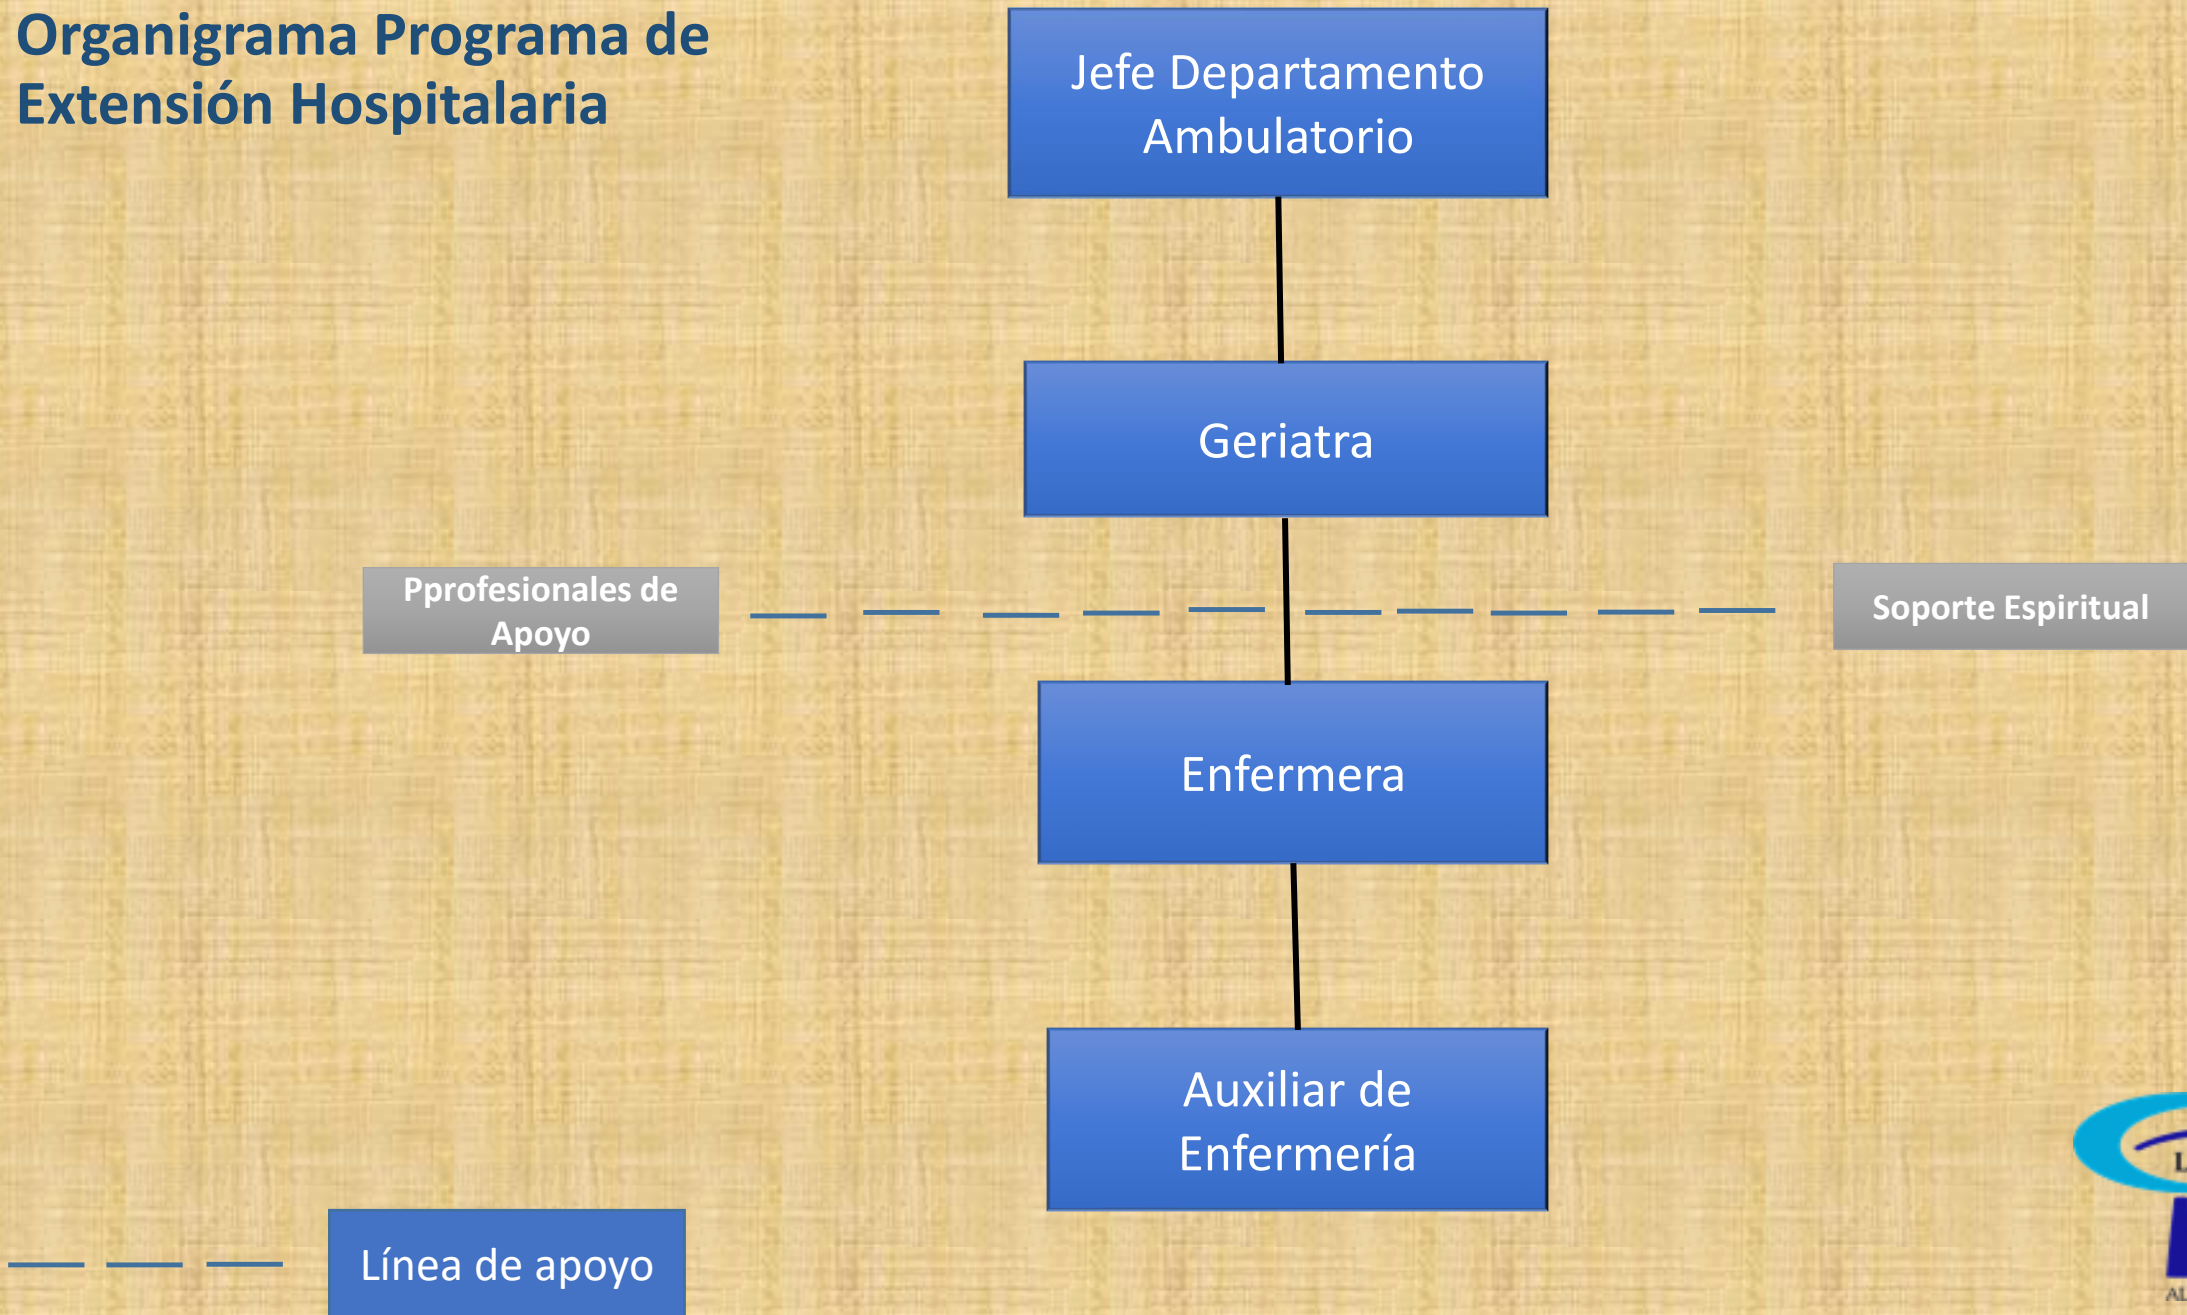 Organigrama Programa de
Extensión Hospitalaria
Jefe Departamento
Ambulatorio
Geriatra
Pprofesionales de
Apoyo
Soporte Espiritual
Enfermera
Auxiliar de
Enfermería
Línea de apoyo